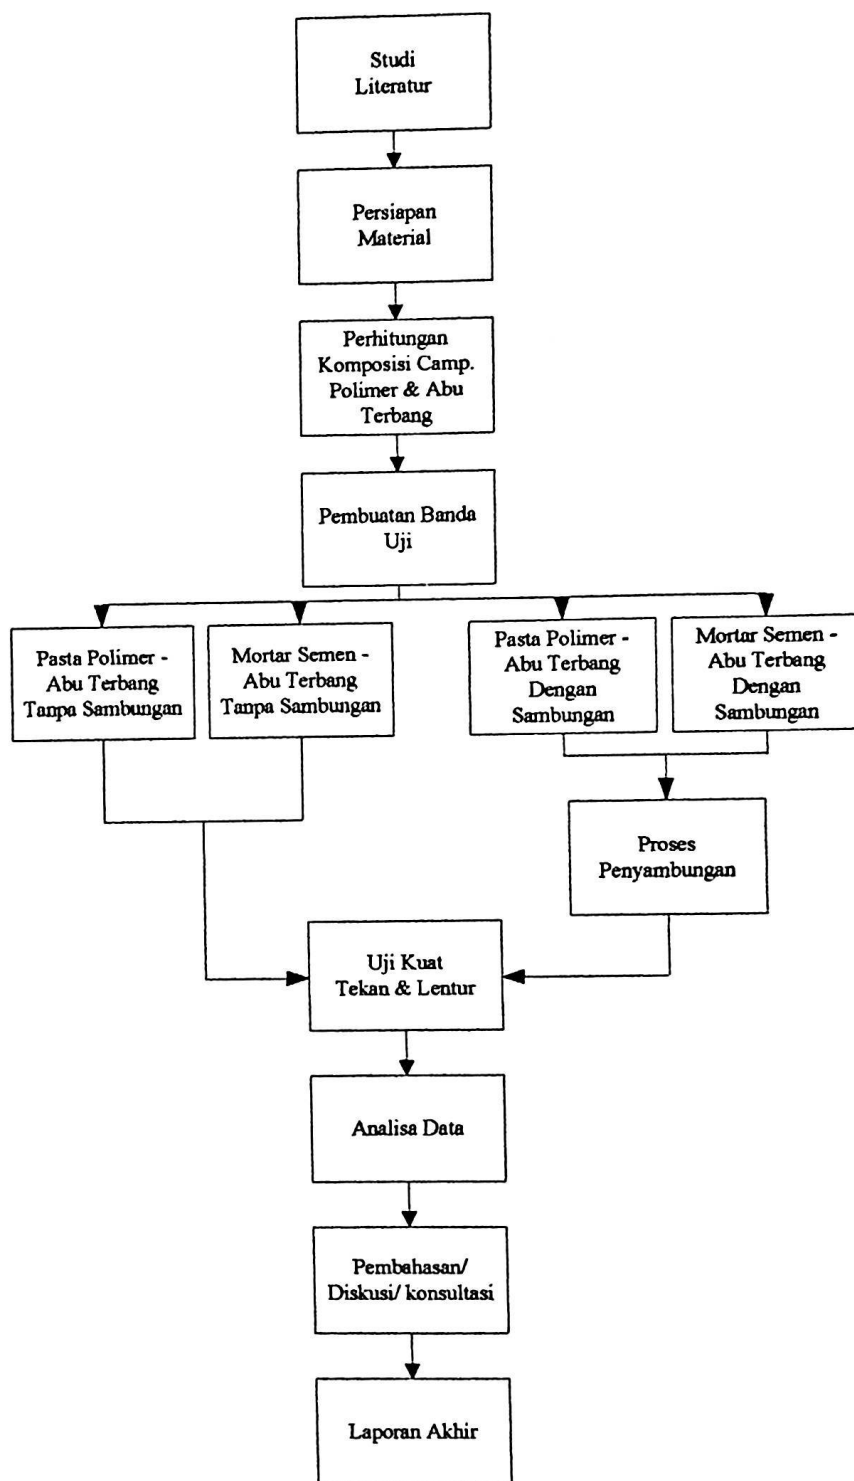 Studi
Literatur
Persiapan
Material
Perhitungan
Komposisi Camp.
Polimer & Abu
Terbang
Pembuatan Banda
Uji
Pasta Polimer -
Abu Terbang
Tanpa Sambungan
Mortar Semen -
Abu Terbang
Tanpa Sambungan
Pasta Polimer -
Abu Terbang
Dengan
Sambungan
Mortar Semen -
Abu Terbang
Dengan
Sambungan
Proses
Penyambungan
Uji Kuat
Tekan & Lentur
Analisa Data
Pembahasan/
Diskusi/ konsultasi
Laporan Akhir